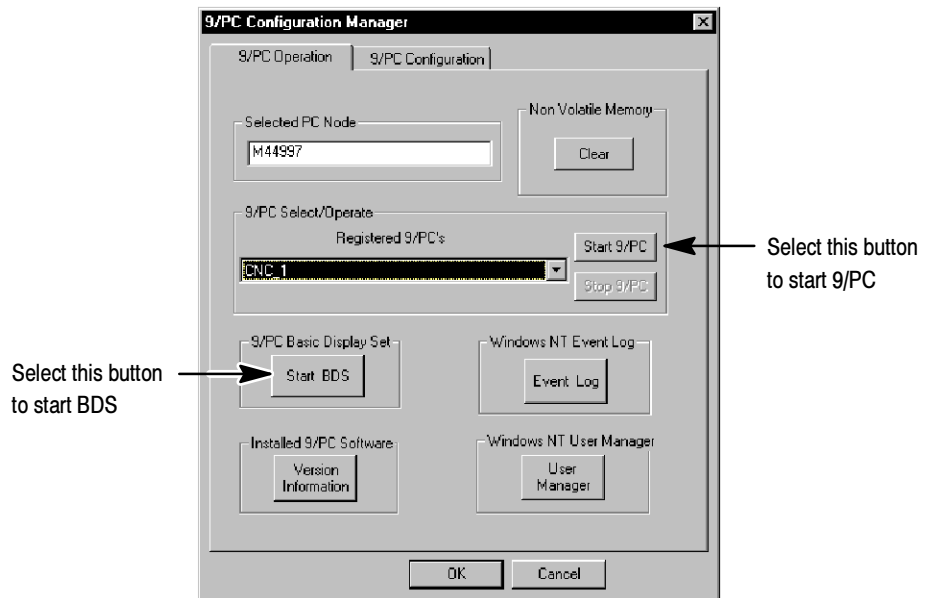 9/PC Configuration Manager
9/PC Operation
9/PC Configuration
Selected PC Node
M44997
Non Volatile Memory
Clear
9/PC Select/Operate
Registered 9/PC's
CNC_1
Start 9/PC
Stop 9/PC
Select this button
to start 9/PC
9/PC Basic Display Set
Start BDS
Select this button
to start BDS
Windows NT Event Log
Event Log
Installed 9/PC Software
Version
Information
Windows NT User Manager
User
Manager
OK
Cancel